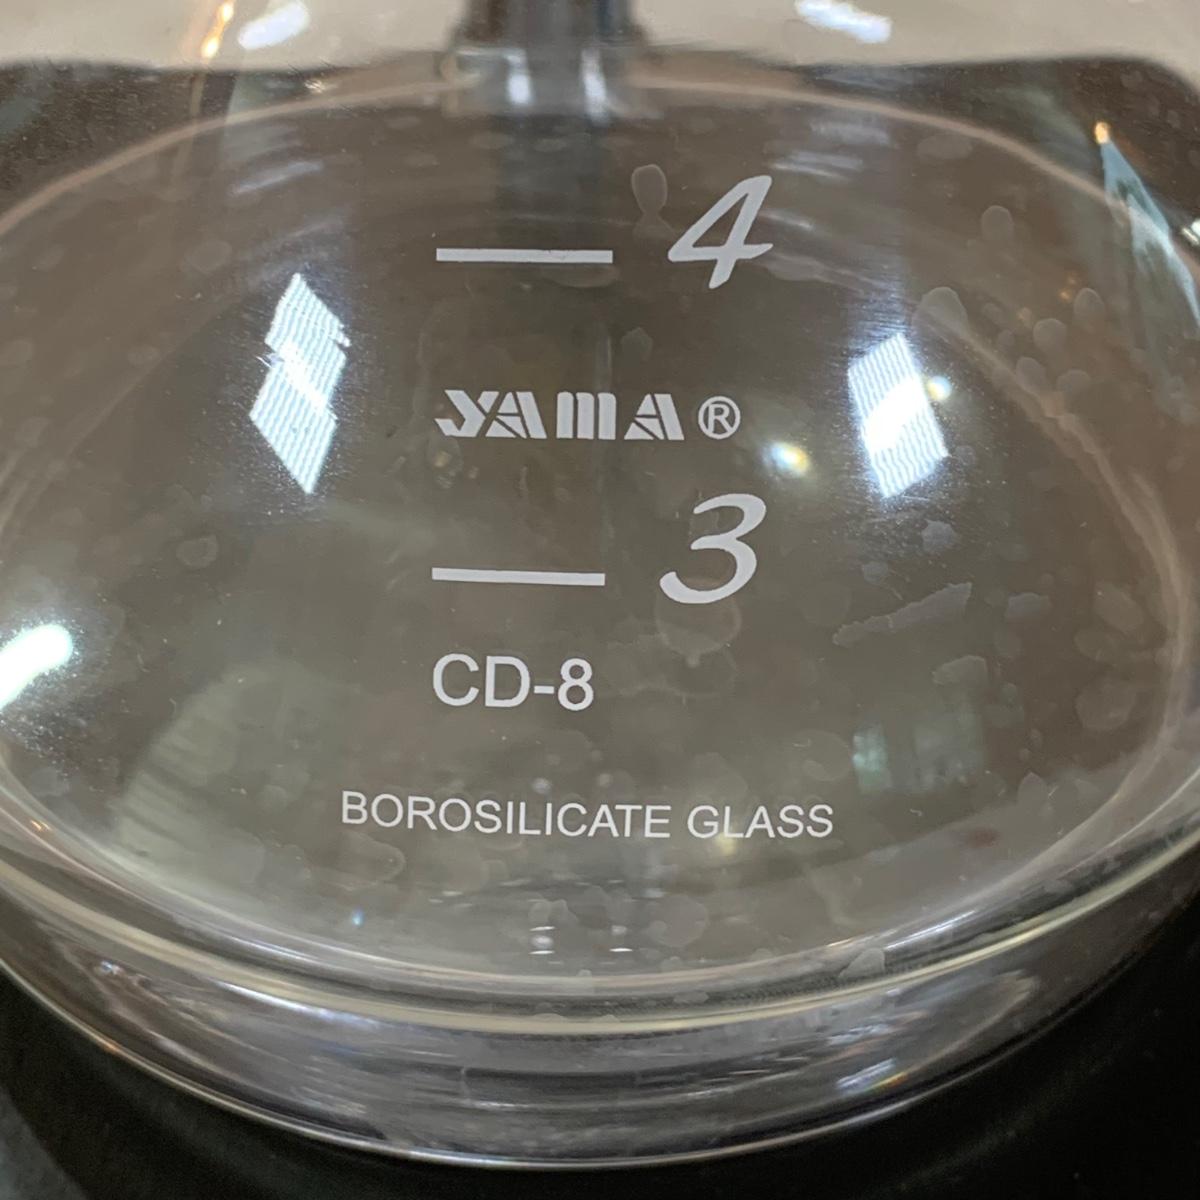 4
YAMA®
3
CD-8
BOROSILICATE GLASS